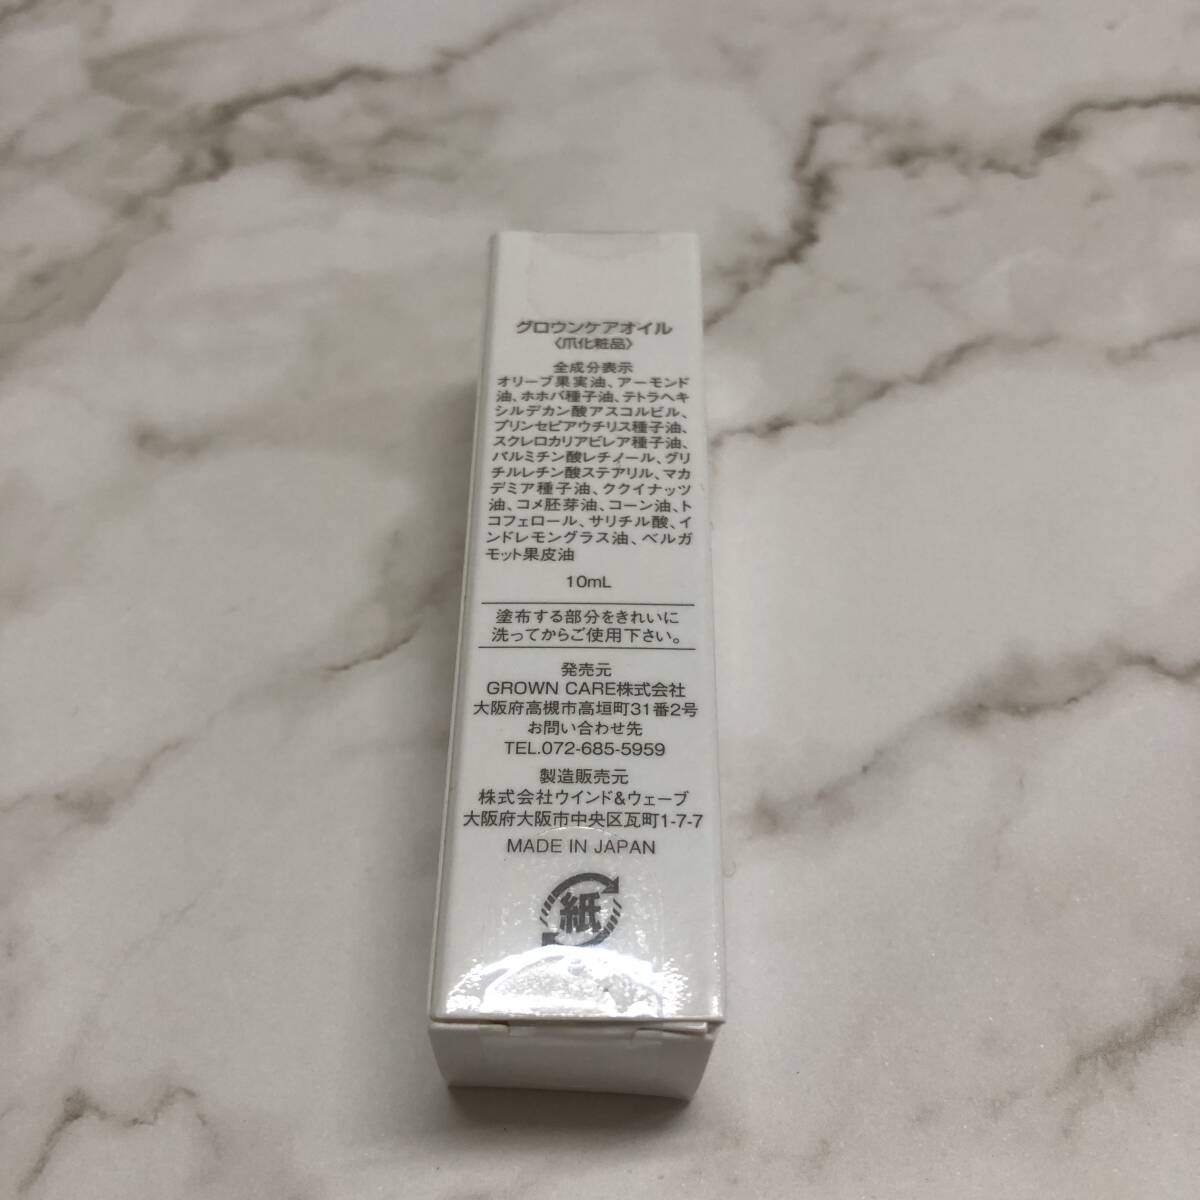 グロウンケアオイル
〈爪化粧品〉
全成分表示
オリーブ果実油、アーモンド
油、ホホバ種子油、テトラヘキ
シルデカン酸アスコルビル、
プリンセピアウチリス種子油、
スクレロカリアビレア種子油、
パルミチン酸レチノール、グリ
チルレチン酸ステアリル、マカ
デミア種子油、ククイナッツ
油、コメ胚芽油、コーン油、ト
コフェロール、サリチル酸、イ
ンドレモングラス油、ベルガ
モット果皮油
10mL
塗布する部分をきれいに
洗ってからご使用下さい。
発売元
GROWN CARE株式会社
大阪府高槻市高垣町31番2号
お問い合わせ先
TEL.072-685-5959
製造販売元
株式会社ウインド&ウェーブ
大阪府大阪市中央区瓦町1-7-7
MADE IN JAPAN
紙